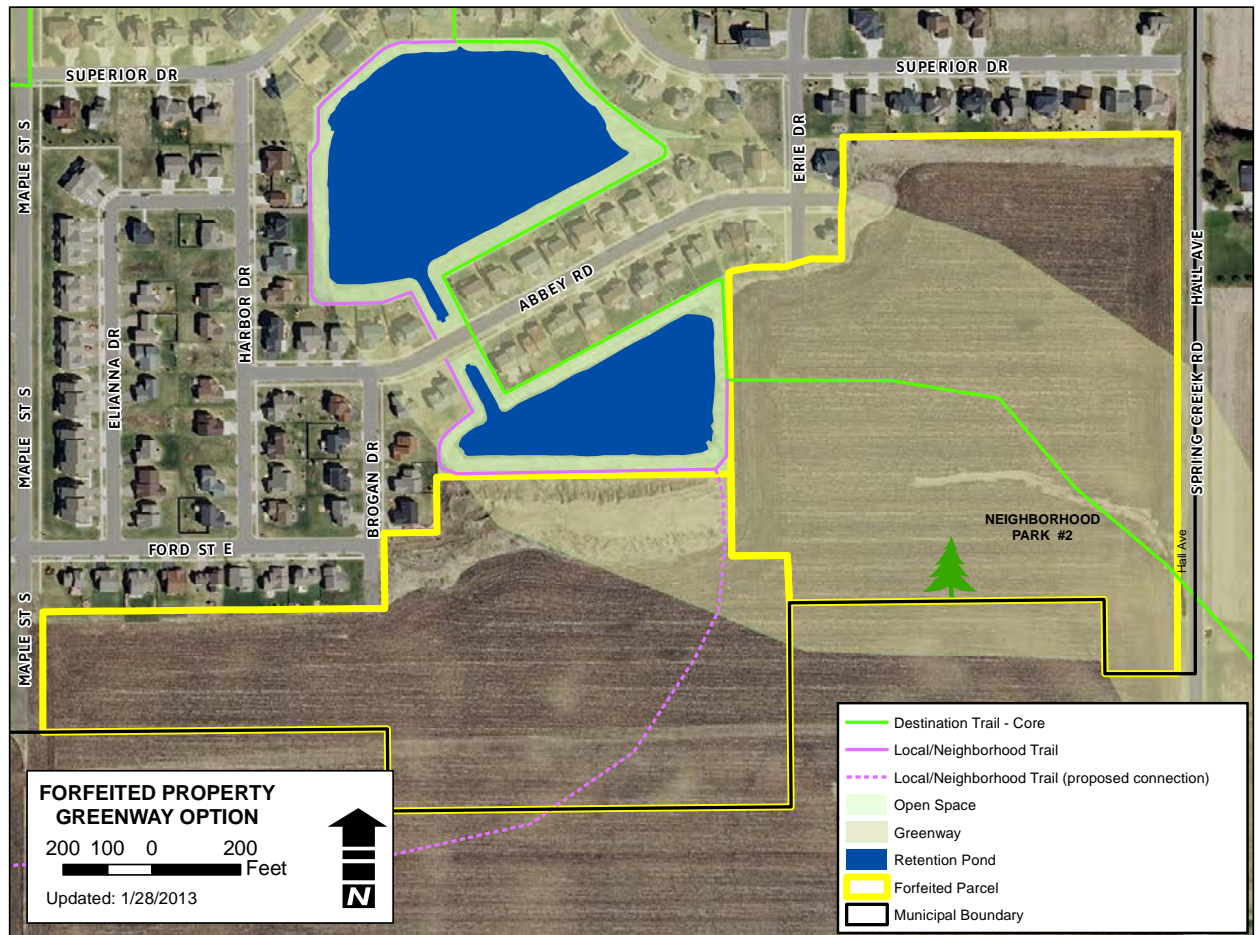 SUPERIOR DR
SUPERIOR DR
MAPLE ST S
ERIE DR
ELIANNA DR
HARBOR DR
ABBEY RD
HALL AVE
SPRING CREEK RD
MAPLE ST S
BROGAN DR
FORD ST E
NEIGHBORHOOD
PARK #2
Hall Ave
MAPLE ST S
FORFEITED PROPERTY
GREENWAY OPTION
200 100 0 200
Feet
Updated: 1/28/2013
N
Destination Trail - Core
Local/Neighborhood Trail
Local/Neighborhood Trail (proposed connection)
Open Space
Greenway
Retention Pond
Forfeited Parcel
Municipal Boundary